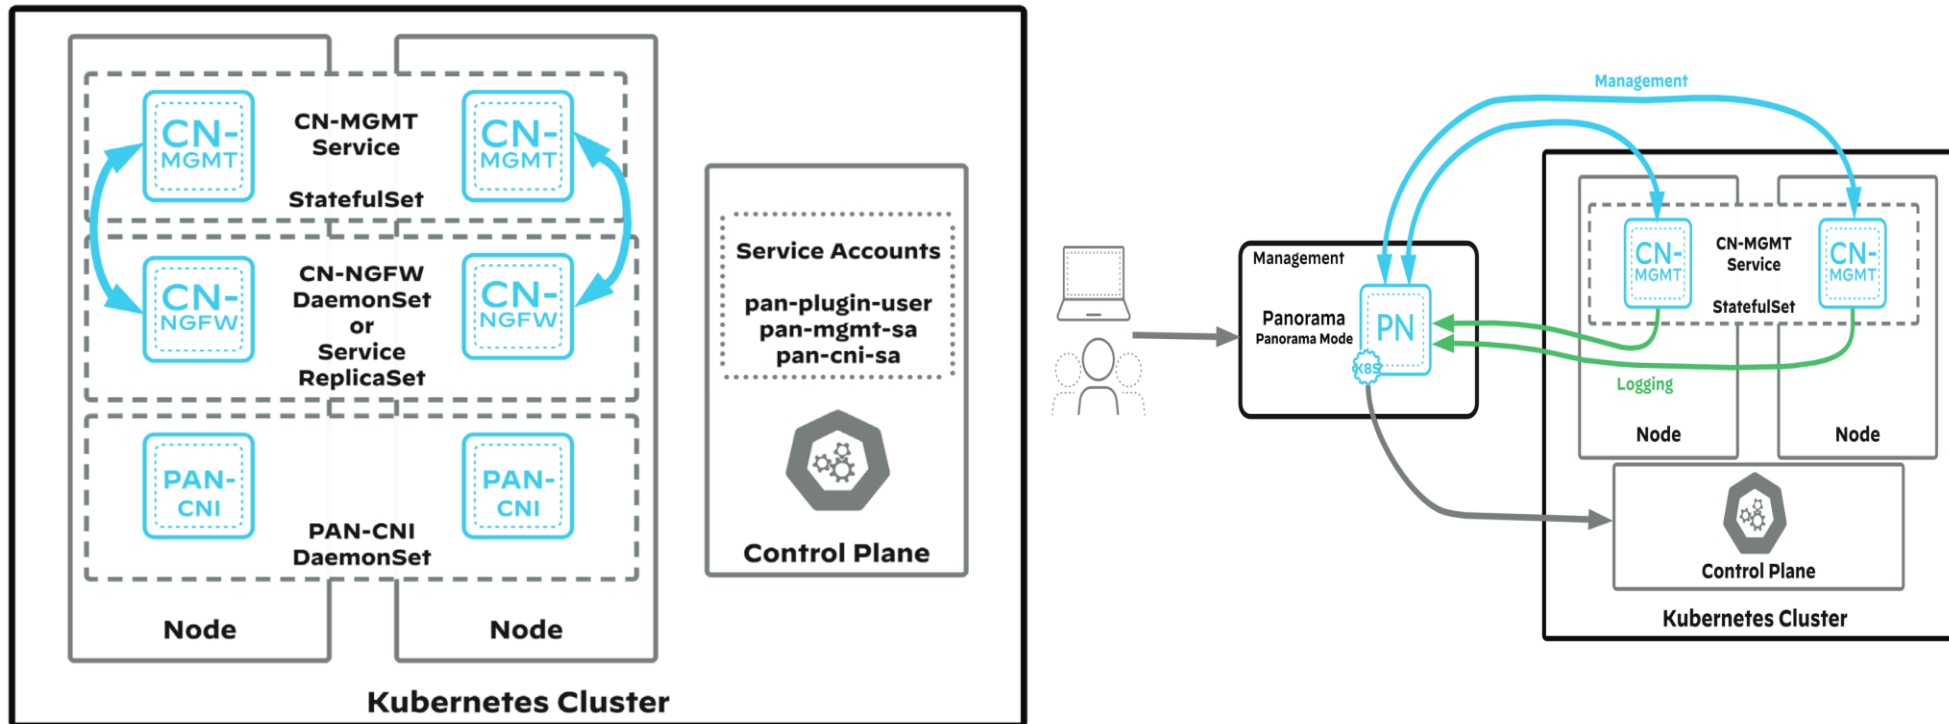 CN-
MGMT
CN-MGMT
Service
StatefulSet
CN-
MGMT
CN-
NGFW
CN-NGFW
DaemonSet
or
Service
ReplicaSet
CN-
NGFW
PAN-
CNI
PAN-CNI
DaemonSet
PAN-
CNI
Node
Node
Service Accounts
pan-plugin-user
pan-mgmt-sa
pan-cni-sa
Control Plane
Kubernetes Cluster
Management
Management
Panorama
Panorama Mode
PN
K8S
CN-
MGMT
CN-MGMT
Service
StatefulSet
CN-
MGMT
Logging
Node
Node
Control Plane
Kubernetes Cluster